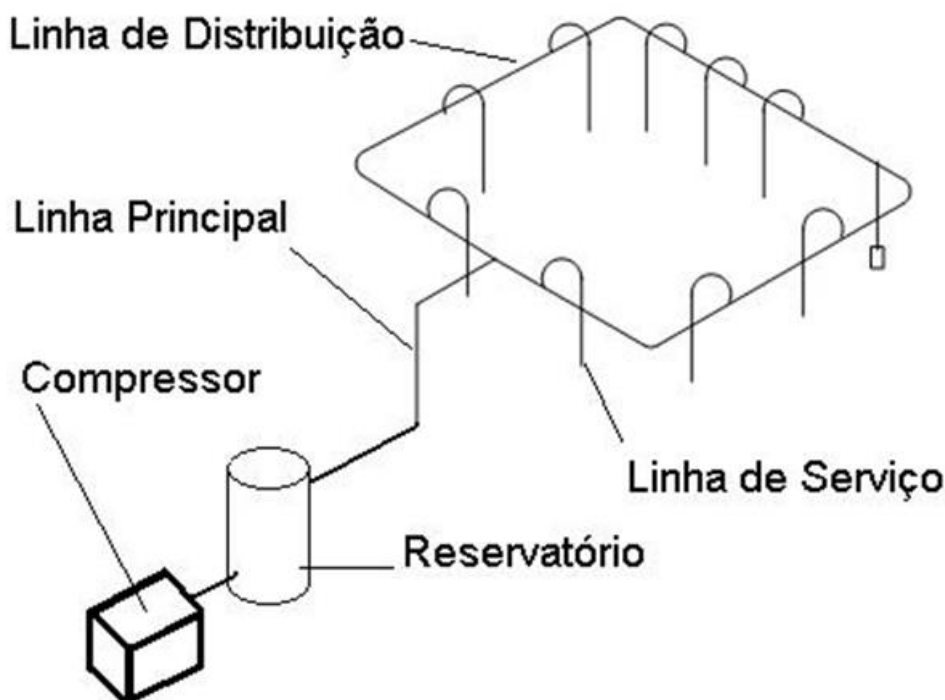 Linha de Distribuição
Linha Principal
Compressor
Linha de Serviço
Reservatório